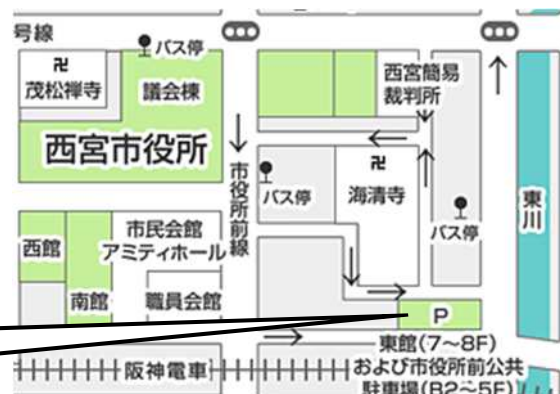 号線
バス停
卍
茂松禅寺
議会棟
西宮市役所
西宮簡易
裁判所
市役所前線
バス停
卍
海清寺
バス停
東川
西館
南館
市民会館
アミティホール
職員会館
P
東館(7～8F)
および市役所前公共
駐車場(B2～5F)
阪神電車